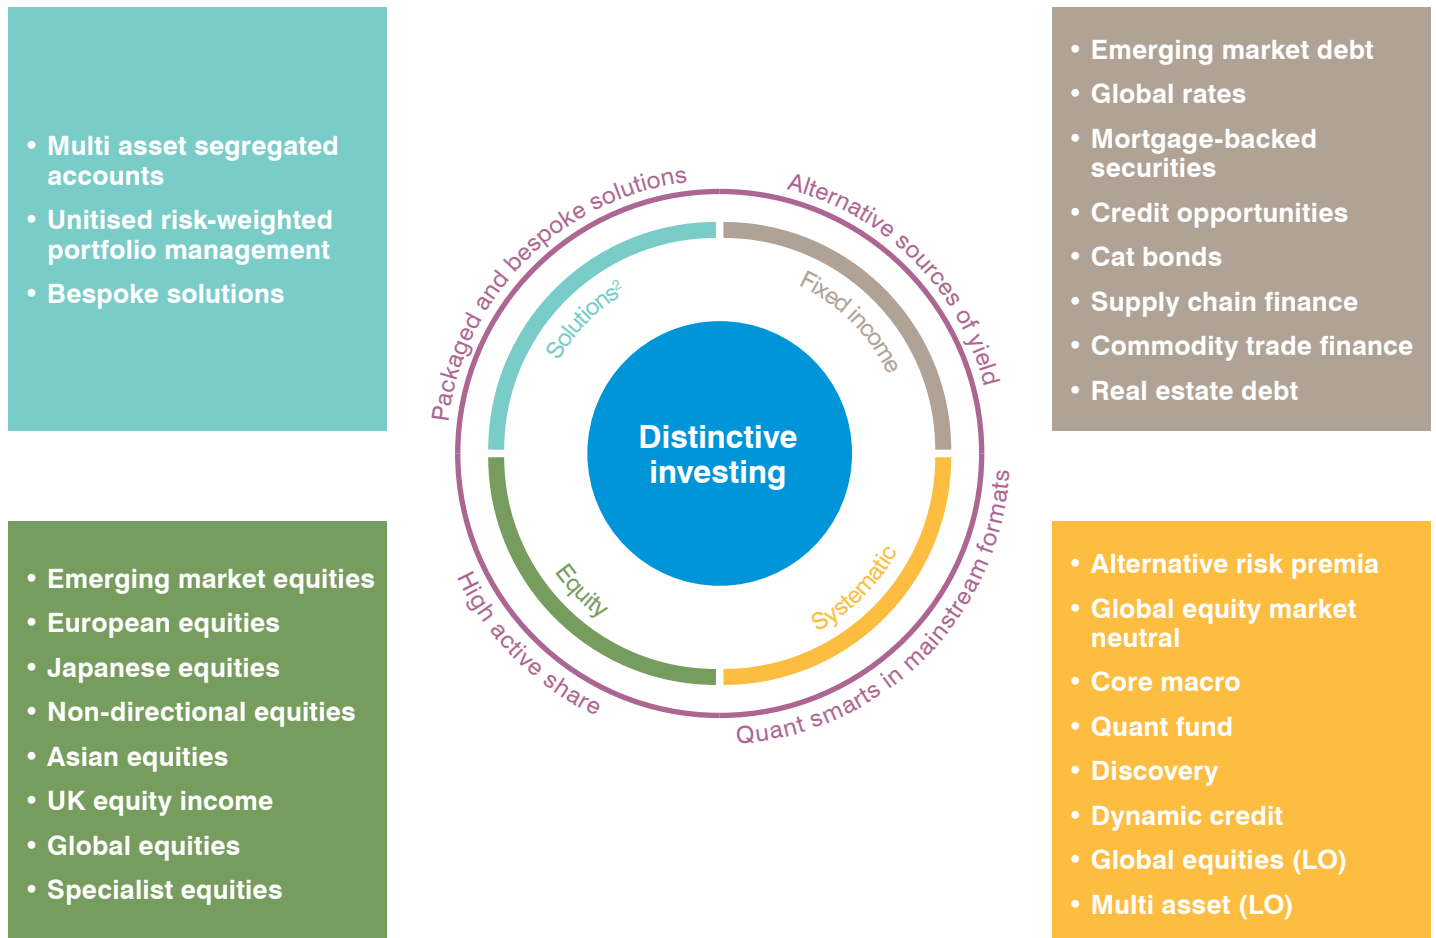 • Multi asset segregated
accounts
• Unitised risk-weighted
portfolio management
• Bespoke solutions
• Emerging market debt
• Global rates
• Mortgage-backed
securities
• Credit opportunities
• Cat bonds
• Supply chain finance
• Commodity trade finance
• Real estate debt
Packaged and bespoke solutions
Alternative sources of yield
Solutions²
Fixed income
Distinctive
investing
Equity
Systematic
High active share
Quant smarts in mainstream formats
• Emerging market equities
• European equities
• Japanese equities
• Non-directional equities
• Asian equities
• UK equity income
• Global equities
• Specialist equities
• Alternative risk premia
• Global equity market
neutral
• Core macro
• Quant fund
• Discovery
• Dynamic credit
• Global equities (LO)
• Multi asset (LO)